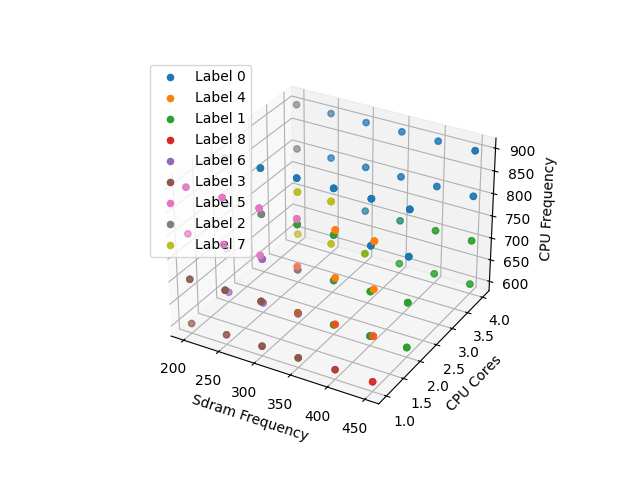 Label 0
Label 4
Label 1
Label 8
Label 6
Label 3
Label 5
Label 2
Label 7
900
850
800
750
700
650
600
CPU Frequency
4.0
3.5
3.0
2.5
2.0
1.5
1.0
CPU Cores
200
250
300
350
400
450
Sdram Frequency